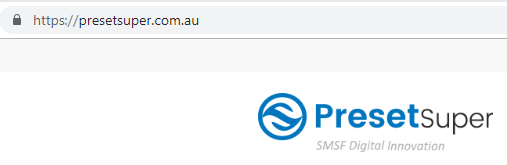 https://presetsuper.com.au
PresetSuper
SMSF Digital Innovation